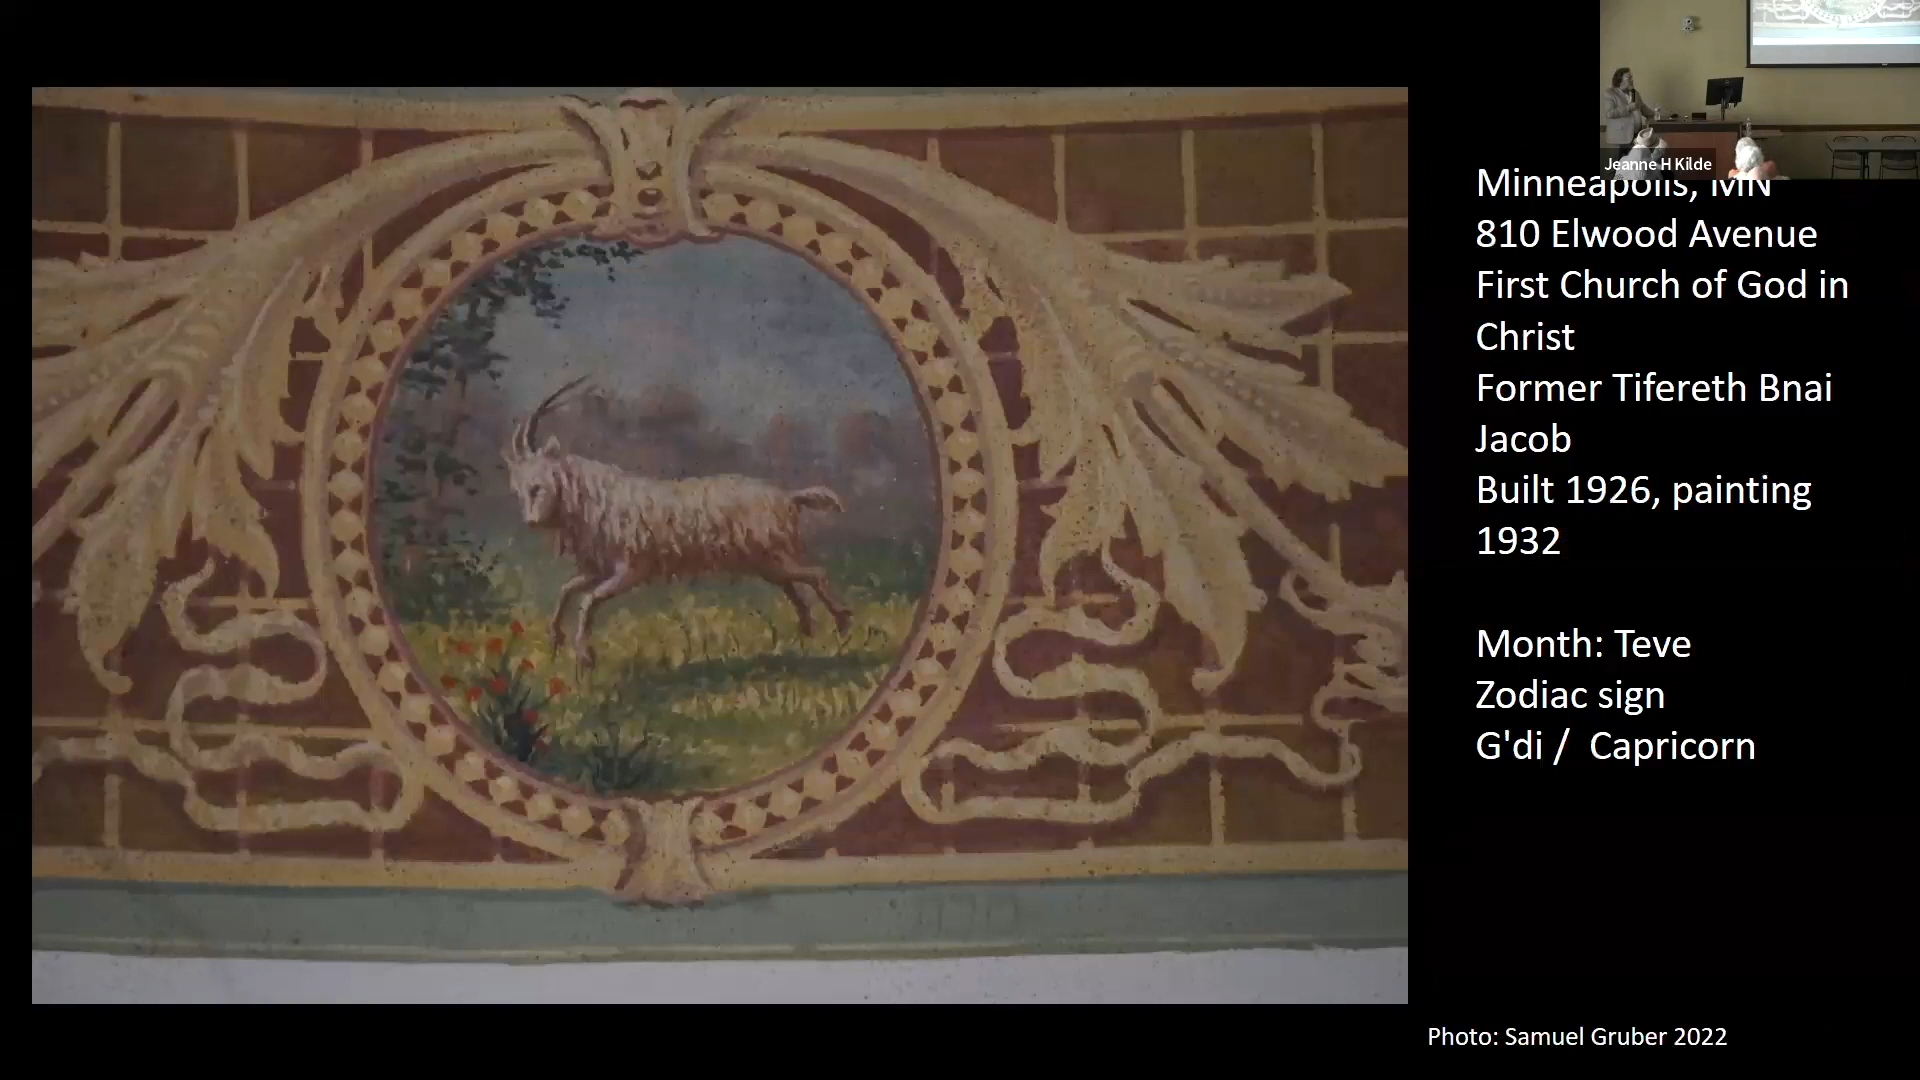 Jeanne H Kilde
Minneapolis, MN
810 Elwood Avenue
First Church of God in
Christ
Former Tifereth Bnai
Jacob
Built 1926, painting
1932
Month: Teve
Zodiac sign
G'di / Capricorn
Photo: Samuel Gruber 2022